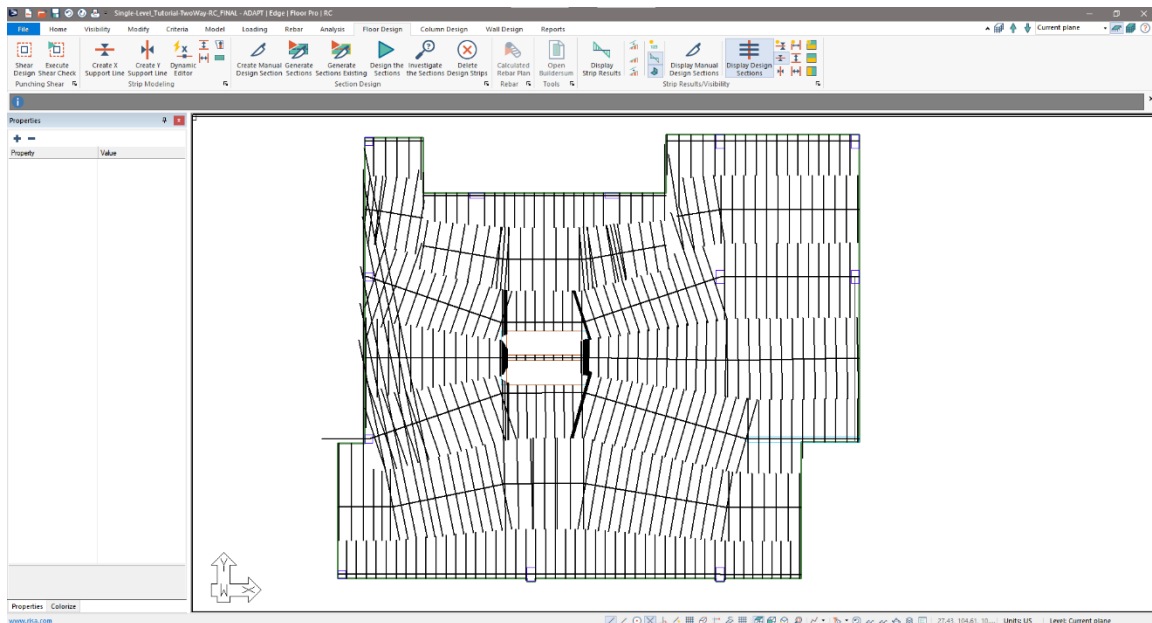 Single-Level_Tutorial-TwoWay-RC_FINAL - ADAPT | Edge | Floor Pro | RC
File Home Visibility Modify Criteria Model Loading Rebar Analysis Floor Design Column Design Wall Design Reports
Current plane
Shear Design
Execute Shear Check
Create X Support Line
Create Y Support Line
Dynamic Editor
Create Manual Design Section
Generate Sections
Generate Sections Existing
Design the Sections
Investigate the Sections
Delete Design Strips
Calculated Rebar Plan
Open Buildersum
Display Strip Results
Display Manual Design Sections
Display Design Sections
Punching Shear
Strip Modeling
Section Design
Rebar
Tools
Strip Results/Visibility
Properties
Property Value
Y
W X
Properties Colorize
www.risa.com
27.43 104.61 10... Units: US Level: Current plane